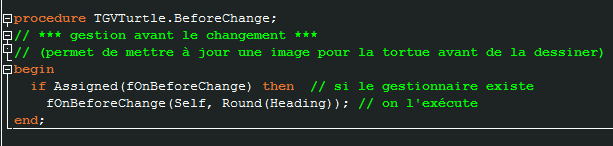 procedure TGVTurtle.BeforeChange;
// *** gestion avant le changement ***
// (permet de mettre à jour une image pour la tortue avant de la dessiner)
begin
if Assigned(fOnBeforeChange) then // si le gestionnaire existe
fOnBeforeChange(Self, Round(Heading)); // on l'exécute
end;